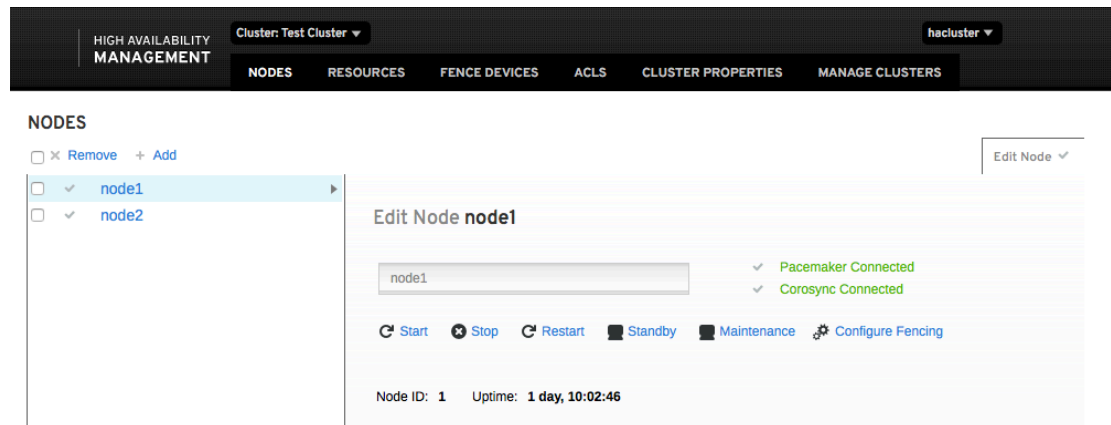 HIGH AVAILABILITY
MANAGEMENT
Cluster: Test Cluster
hacluster
NODES RESOURCES FENCE DEVICES ACLS CLUSTER PROPERTIES MANAGE CLUSTERS
NODES
Remove + Add
Edit Node
node1
node2
Edit Node node1
node1
Pacemaker Connected
Corosync Connected
Start Stop Restart Standby Maintenance Configure Fencing
Node ID: 1 Uptime: 1 day, 10:02:46